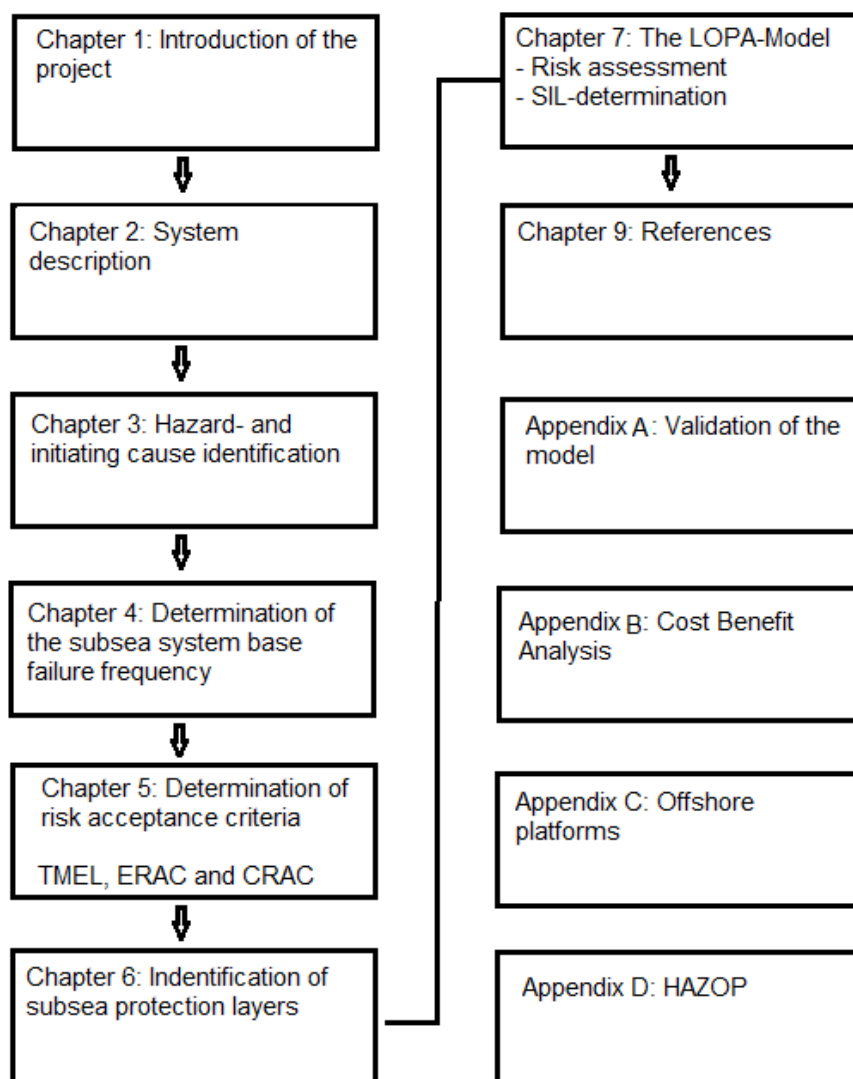 Chapter 1: Introduction of the
project
Chapter 2: System
description
Chapter 3: Hazard- and
initiating cause identification
Chapter 4: Determination of
the subsea system base
failure frequency
Chapter 5: Determination of
risk acceptance criteria
TMEL, ERAC and CRAC
Chapter 6: Indentification of
subsea protection layers
Chapter 7: The LOPA-Model
- Risk assessment
- SIL-determination
Chapter 9: References
Appendix A: Validation of the
model
Appendix B: Cost Benefit
Analysis
Appendix C: Offshore
platforms
Appendix D: HAZOP